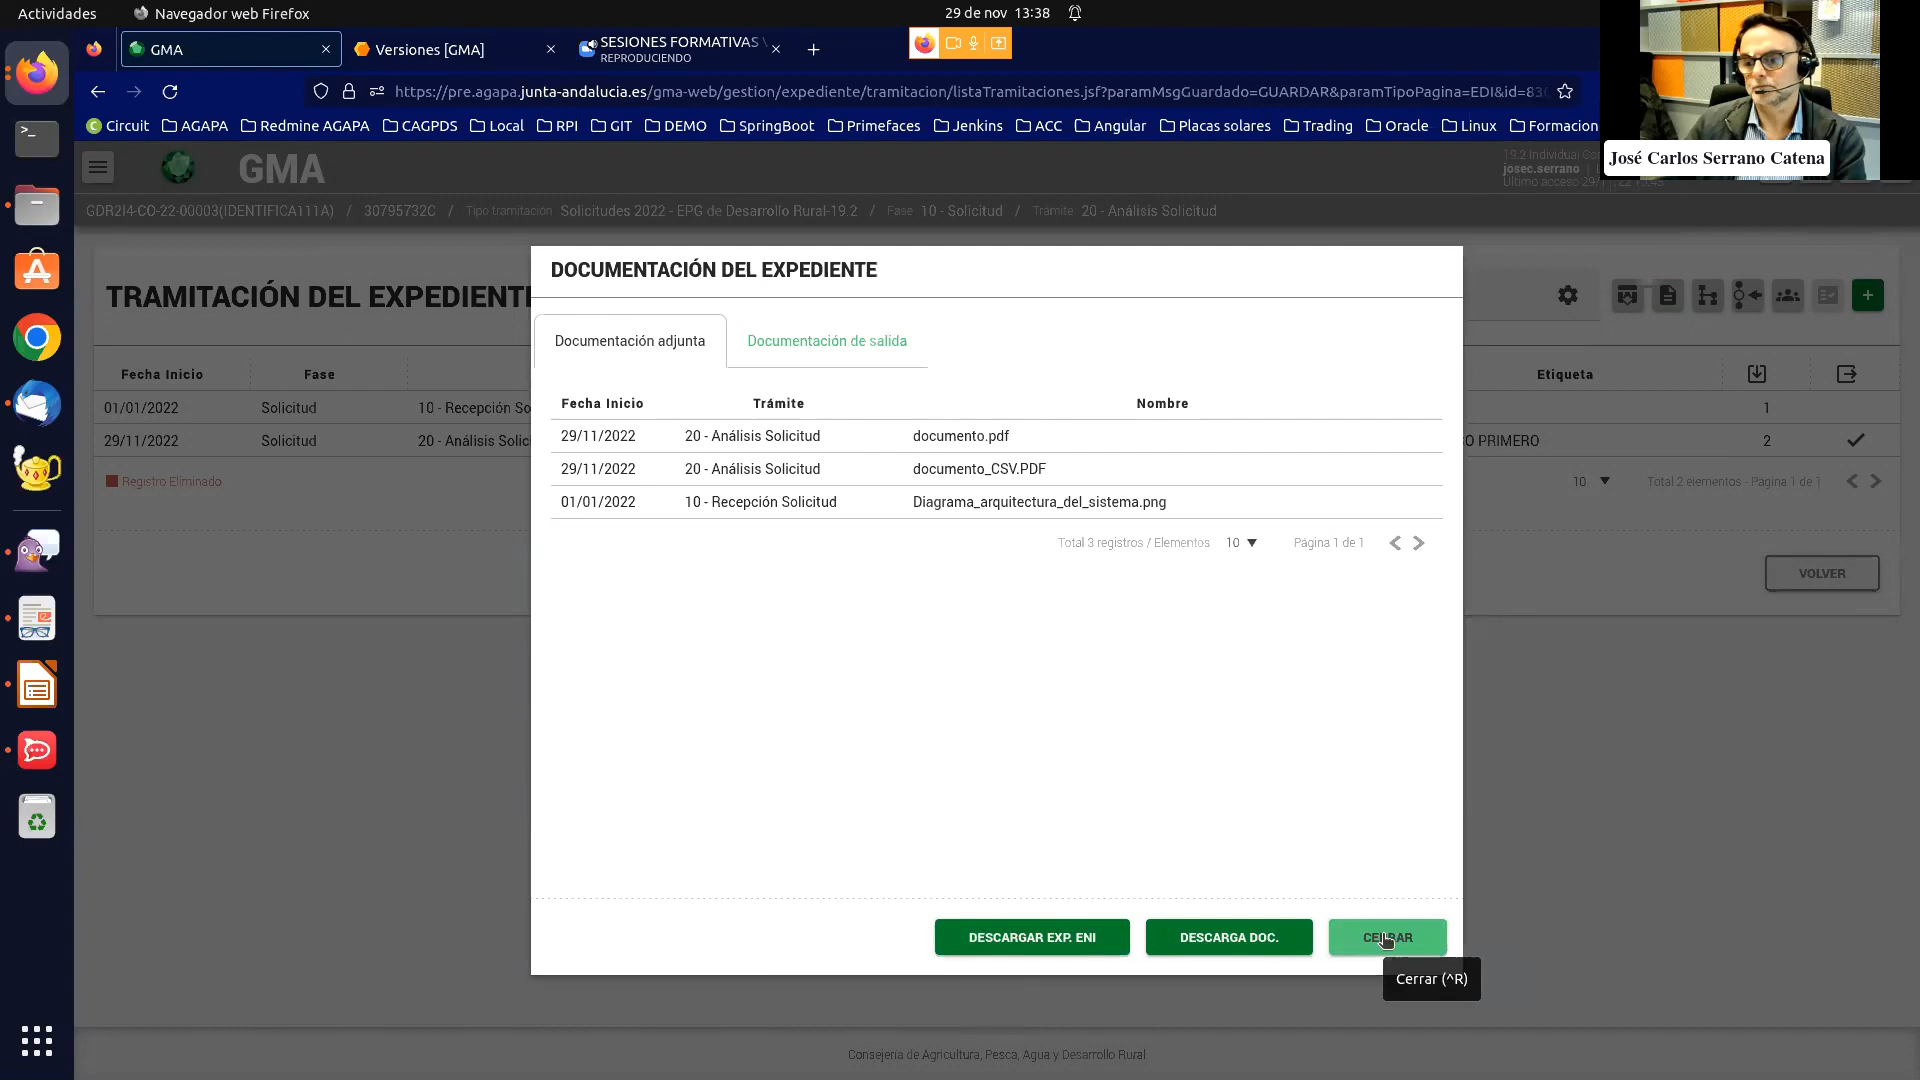 Actividades
Navegador web Firefox
29 de nov 13:38
GMA
Versiones [GMA]
SESIONES FORMATIVAS
REPRODUCIENDO
https://pre.agapa.junta-andalucia.es/gma-web/gestion/expediente/tramitacion/listaTramitaciones.jsf?paramMsgGuardado=GUARDAR&paramTipoPagina=EDI&id=830
Circuit
AGAPA
Redmine AGAPA
CAGPDS
Local
RPI
GIT
DEMO
SpringBoot
Primefaces
Jenkins
ACC
Angular
Placas solares
Trading
Oracle
Linux
Formacion
José Carlos Serrano Catena
GMA
19.2 Individual
josec.serrano
Último acceso
GDR2I4-CO-22-00003(IDENTIFICA111A) / 30795732C / Tipo tramitación Solicitudes 2022 - EPG de Desarrollo Rural-19.2 / Fase 10 - Solicitud / Trámite 20 - Análisis Solicitud
TRAMITACIÓN DEL EXPEDIENTE
Fecha Inicio Fase Etiqueta
01/01/2022 Solicitud 10 - Recepción So 1
29/11/2022 Solicitud 20 - Análisis Solic O PRIMERO 2
Registro Eliminado
10 Total 2 elementos - Pagina 1 de 1
VOLVER
DOCUMENTACIÓN DEL EXPEDIENTE
Documentación adjunta
Documentación de salida
Fecha Inicio Trámite Nombre
29/11/2022 20 - Análisis Solicitud documento.pdf
29/11/2022 20 - Análisis Solicitud documento_CSV.PDF
01/01/2022 10 - Recepción Solicitud Diagrama_arquitectura_del_sistema.png
Total 3 registros / Elementos 10 Página 1 de 1
DESCARGAR EXP. ENI
DESCARGA DOC.
CERRAR
Cerrar (^R)
Consejería de Agricultura, Pesca, Agua y Desarrollo Rural